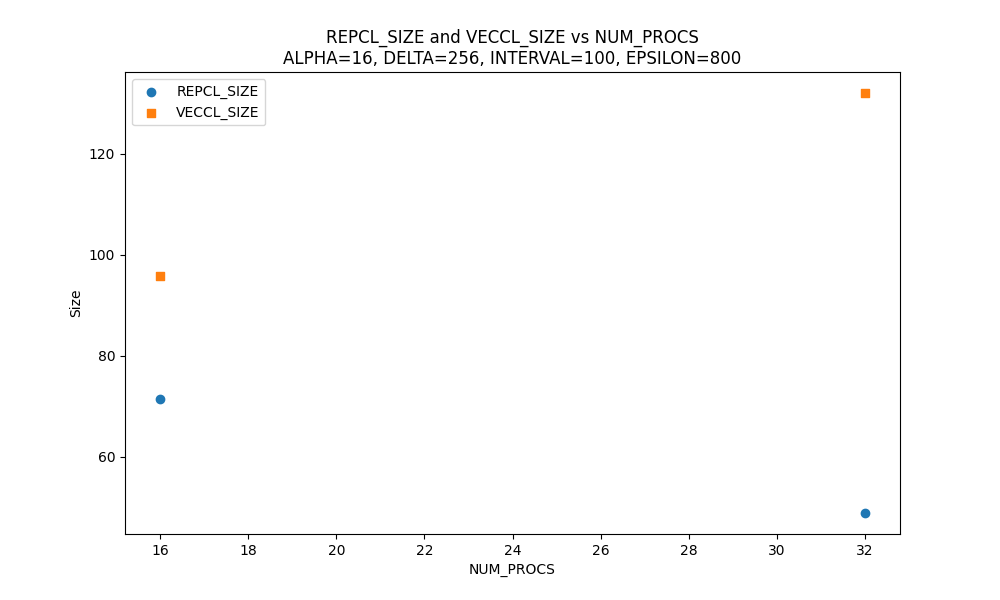 REPCL_SIZE and VECCL_SIZE vs NUM_PROCS
ALPHA=16, DELTA=256, INTERVAL=100, EPSILON=800
REPCL_SIZE
VECCL_SIZE
Size
120
100
80
60
16 18 20 22 24 26 28 30 32
NUM_PROCS